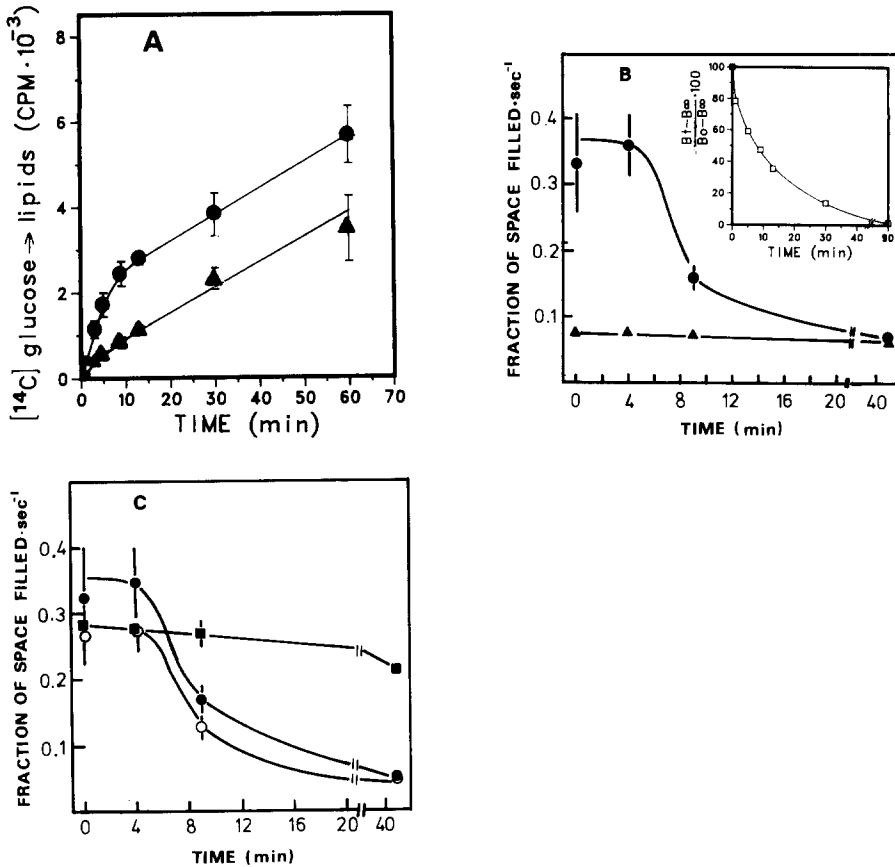 A
[14C] glucose → lipids (CPM·10-3)
8
6
4
2
0
0 10 20 30 40 50 60 70
TIME (min)
B
FRACTION OF SPACE FILLED·sec-1
0.4
0.3
0.2
0.1
0 4 8 12 16 20 40
TIME (min)
Bt-B∞
Bo-B∞
·100
100
80
60
40
20
0
0 10 20 30 40 90
TIME (min)
C
FRACTION OF SPACE FILLED·sec-1
0.4
0.3
0.2
0.1
0 4 8 12 16 20 40
TIME (min)